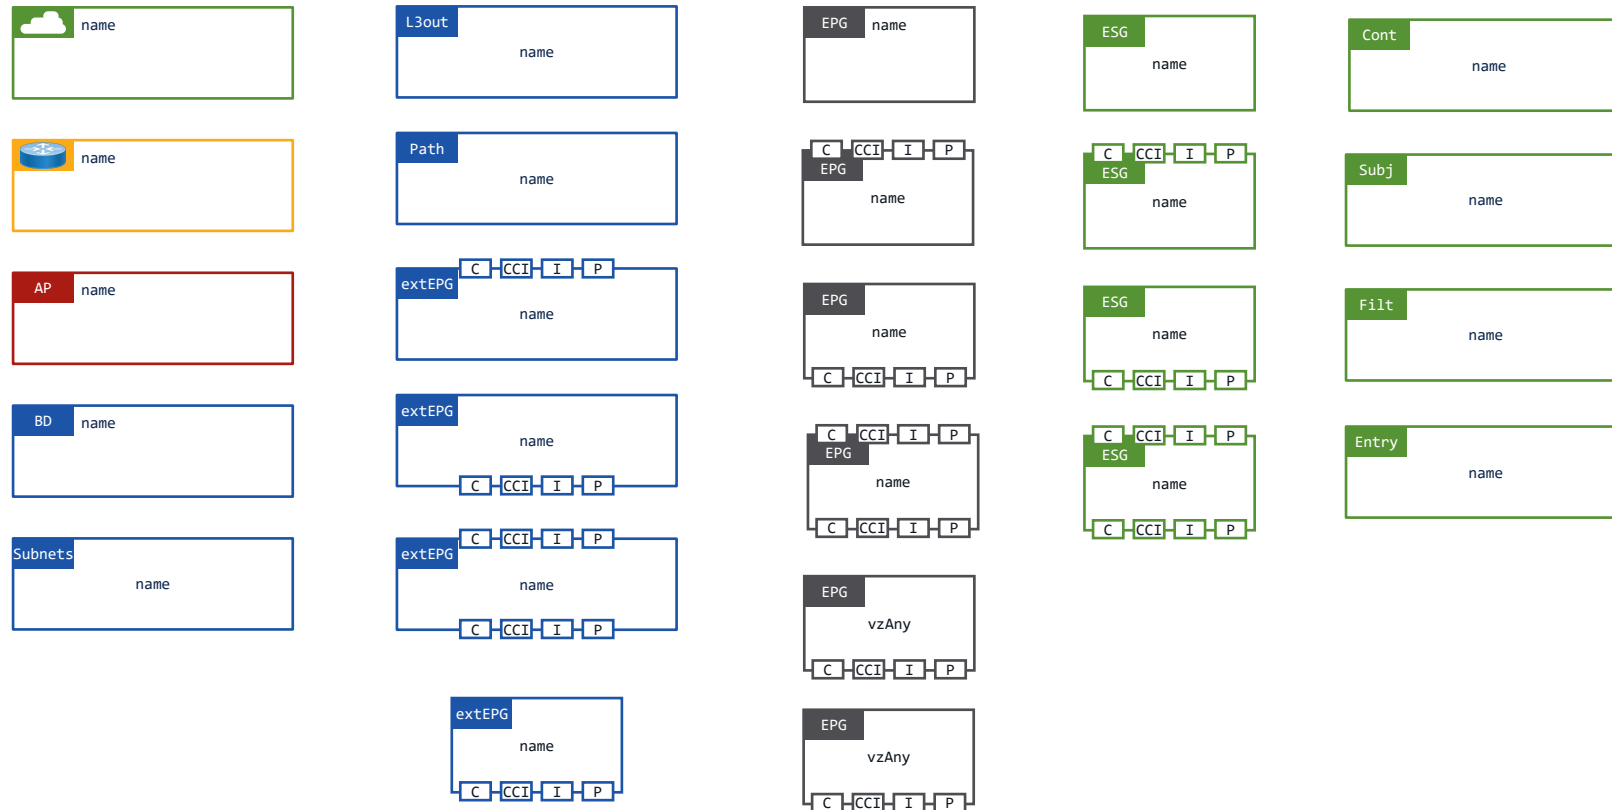 name
name
AP
name
BD
name
Subnets
name
L3out
name
Path
name
C CCI I P
extEPG
name
extEPG
name
C CCI I P
C CCI I P
extEPG
name
C CCI I P
extEPG
name
C CCI I P
EPG
name
C CCI I P
EPG
name
EPG
name
C CCI I P
C CCI I P
EPG
name
C CCI I P
EPG
vzAny
C CCI I P
EPG
vzAny
C CCI I P
ESG
name
C CCI I P
ESG
name
ESG
name
C CCI I P
C CCI I P
ESG
name
C CCI I P
Cont
name
Subj
name
Filt
name
Entry
name